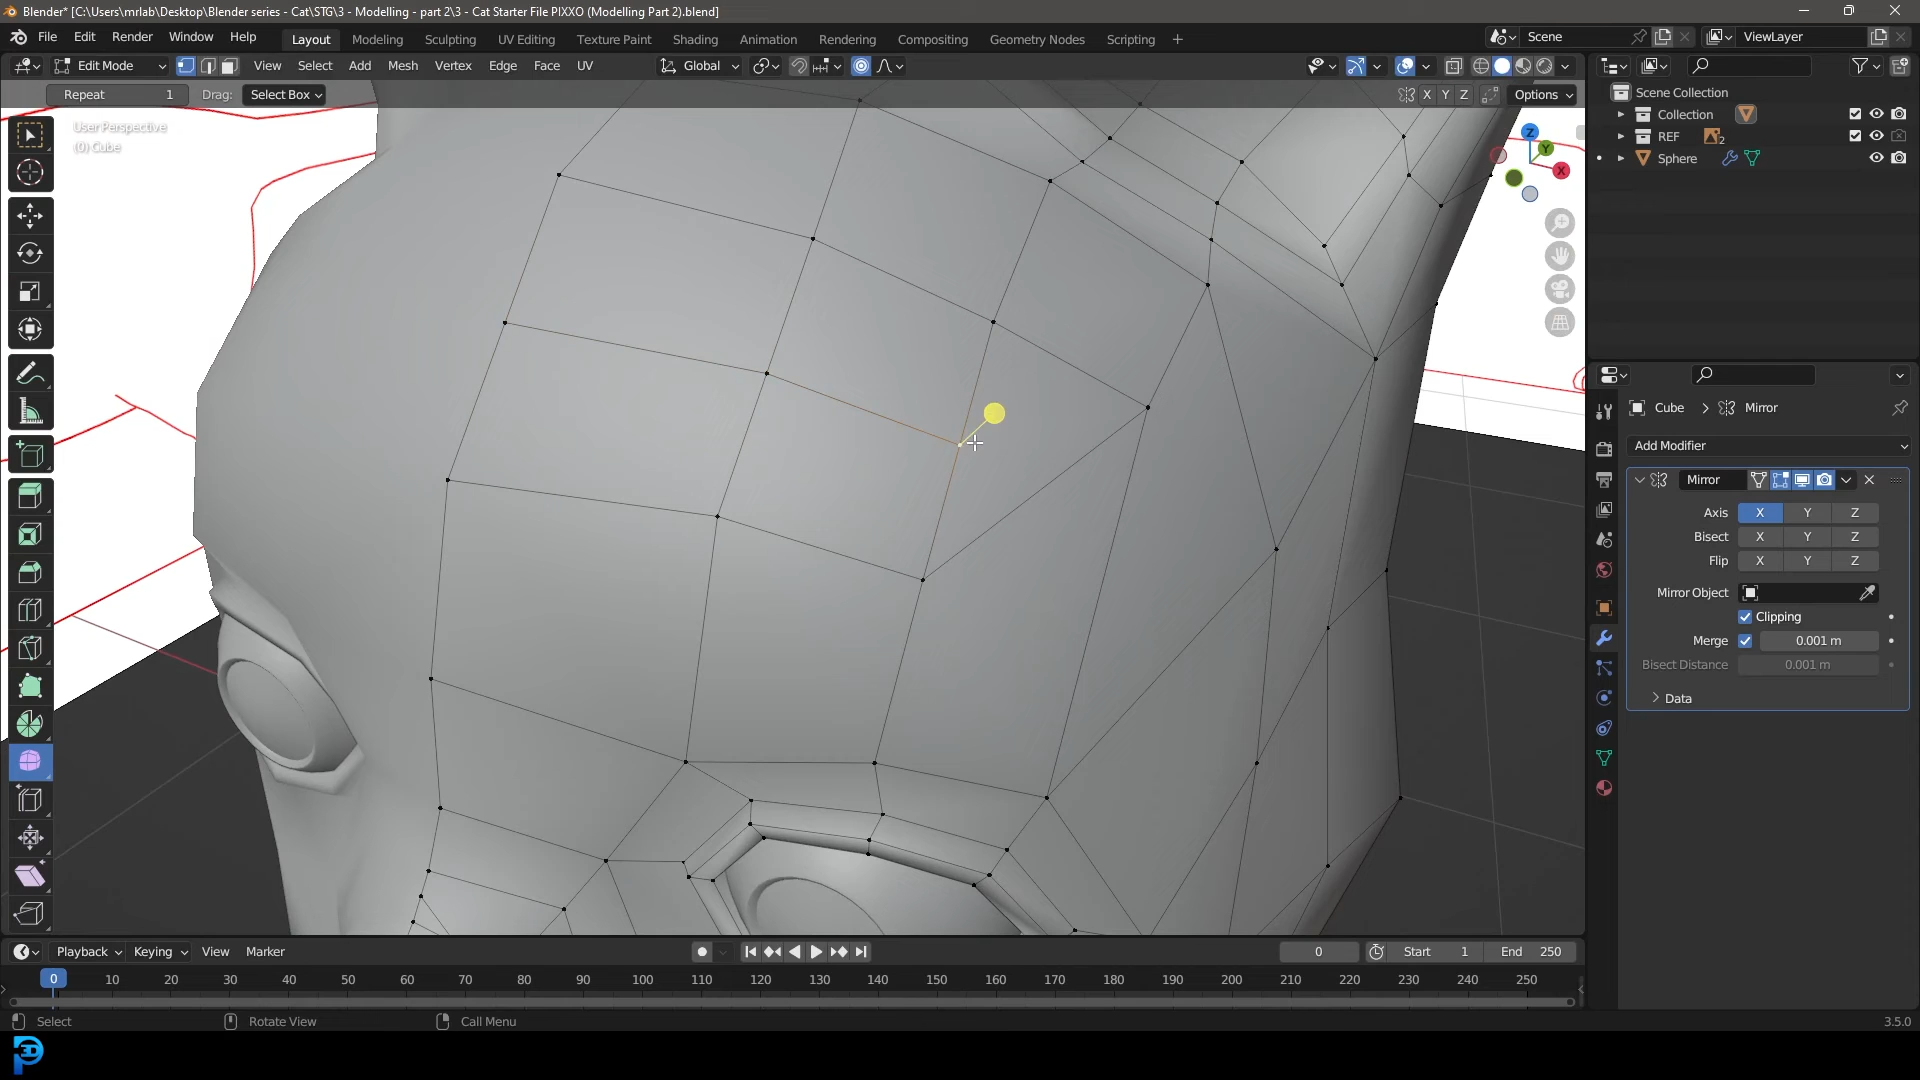 Blender* [C:\Users\mrlab\Desktop\Blender series - Cat\STG\3 - Modelling - part 2\3 - Cat Starter File PIXXO (Modelling Part 2).blend]
File Edit Render Window Help Layout Modeling Sculpting UV Editing Texture Paint Shading Animation Rendering Compositing Geometry Nodes Scripting + Scene ViewLayer
Edit Mode View Select Add Mesh Vertex Edge Face UV Global
Repeat 1 Drag: Select Box X Y Z Options
User Perspective
(0) Cube
Z
Y
X
Scene Collection
Collection
REF 2
Sphere
Cube > Mirror
Add Modifier
Mirror
Axis X Y Z
Bisect X Y Z
Flip X Y Z
Mirror Object
Clipping
Merge 0.001 m
Bisect Distance 0.001 m
Data
Playback Keying View Marker 0 Start 1 End 250
0 10 20 30 40 50 60 70 80 90 100 110 120 130 140 150 160 170 180 190 200 210 220 230 240 250
Select Rotate View Call Menu 3.5.0